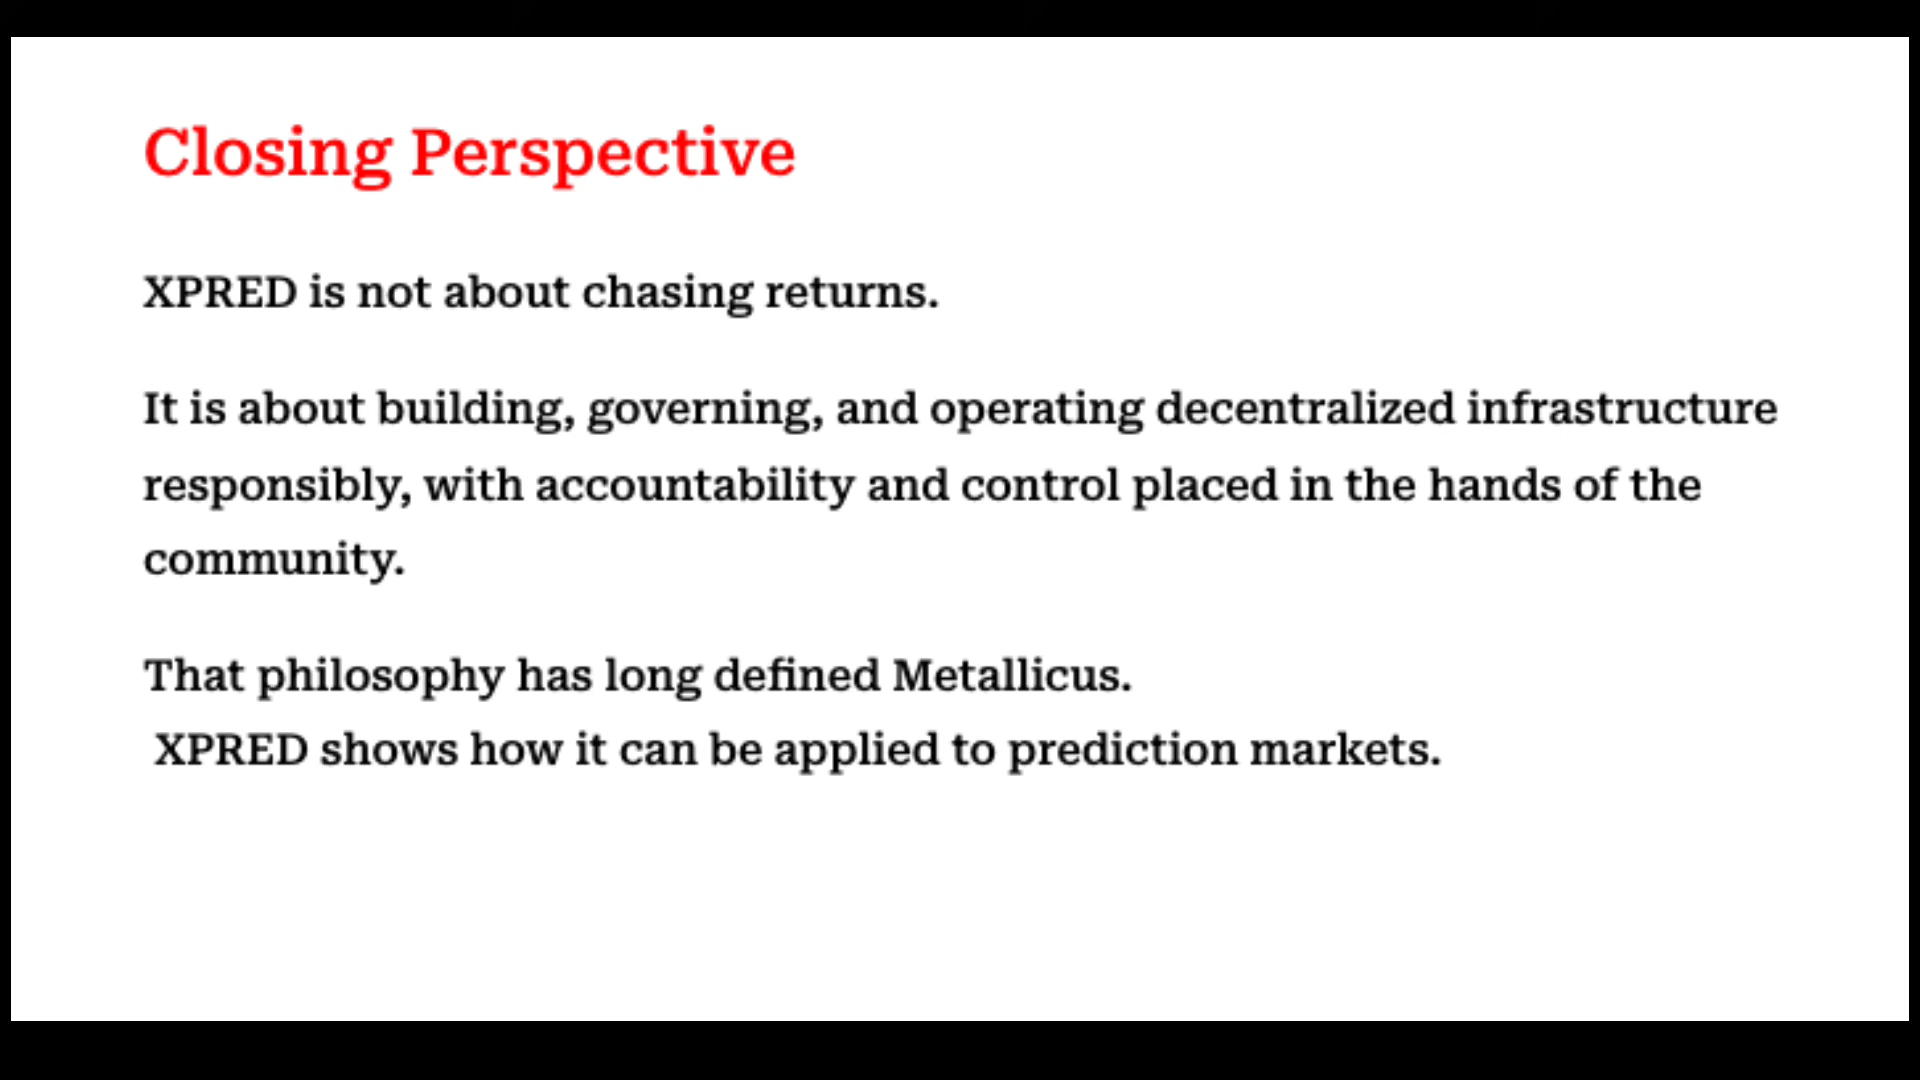 Closing Perspective
XPRED is not about chasing returns.
It is about building, governing, and operating decentralized infrastructure
responsibly, with accountability and control placed in the hands of the
community.
That philosophy has long defined Metallicus.
XPRED shows how it can be applied to prediction markets.